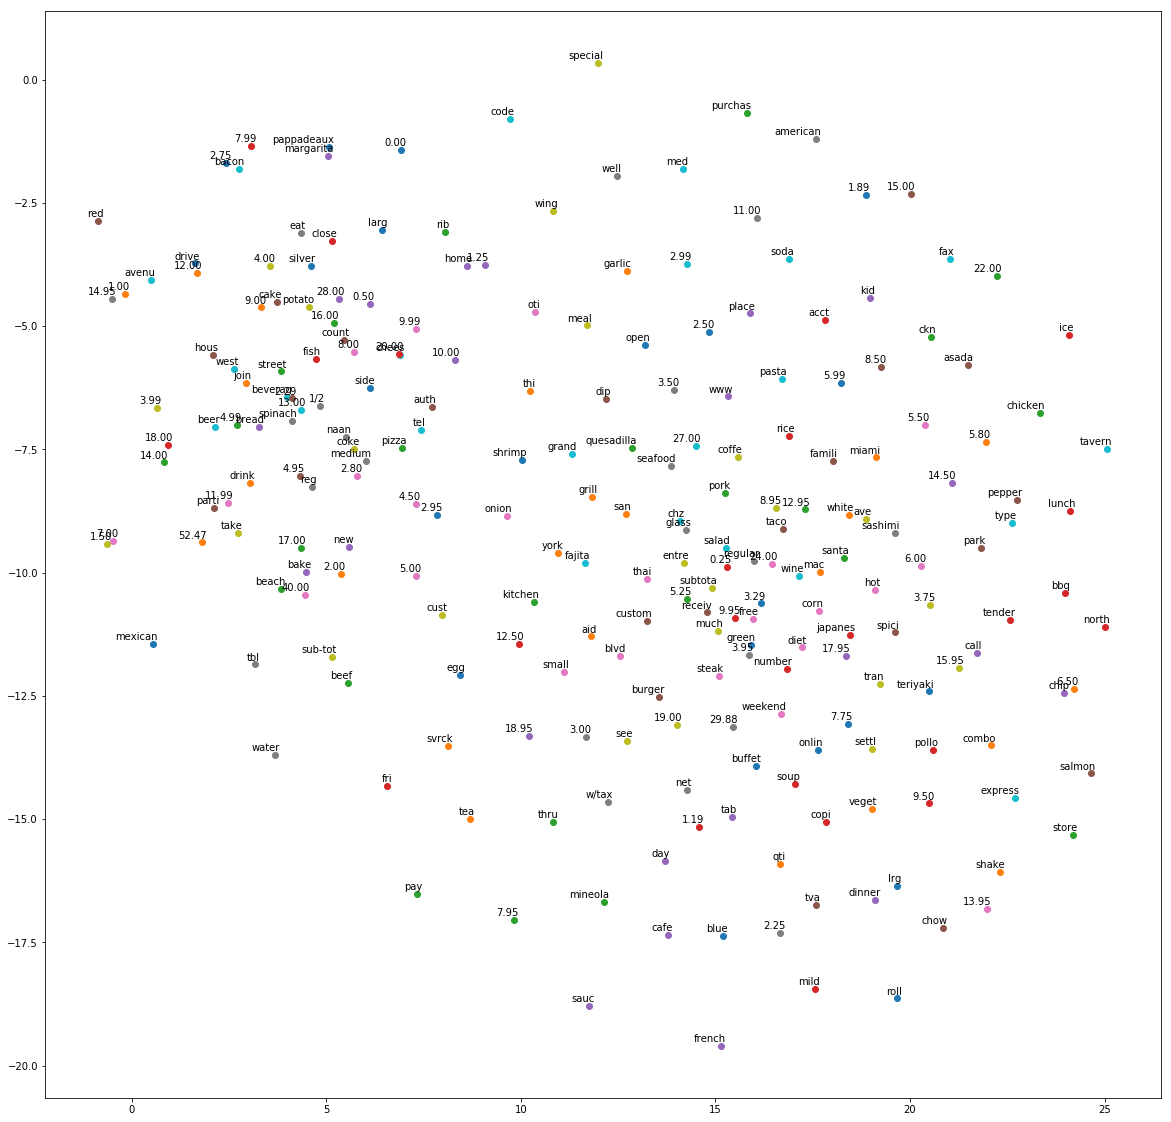 special
0.0
code
purchas
american
7.99
pappadeaux
margarita
0.00
2.75
bacon
well
med
1.89
15.00
−2.5
red
wing
11.00
eat
close
larg
rib
drive
12.00
4.00
silver
home
1.25
garlic
2.99
soda
fax
22.00
avenu
1.00
14.95
cake
9.00
potato
28.00
0.50
16.00
oti
meal
place
kid
acct
−5.0
count
9.99
open
2.50
ckn
ice
hous
fish
8.00
10.00
west
street
join
side
thi
dip
3.50
www
pasta
5.99
8.50
asada
3.99
13.00
1/2
spinach
auth
beer
4.99
bread
tel
5.50
chicken
−7.5
18.00
14.00
naan
coke
medium
pizza
shrimp
grand
quesadilla
27.00
seafood
coffe
rice
famili
miami
5.80
tavern
drink
4.95
reg
2.80
grill
pork
14.50
parti
11.99
4.50
2.95
onion
san
chz
glass
8.95
12.95
white
ave
pepper
lunch
type
7.00
1.50
52.47
take
17.00
new
york
fajita
salad
taco
sashimi
park
−10.0
bake
2.00
5.00
thai
entre
0.25
regular
24.00
wine
mac
santa
6.00
beach
40.00
kitchen
subtota
5.25
3.29
hot
3.75
bbq
cust
custom
receiv
9.95
free
corn
tender
north
mexican
12.50
aid
much
green
3.95
diet
japanes
spici
tbl
sub-tot
small
blvd
17.95
15.95
call
−12.5
beef
egg
burger
steak
number
tran
teriyaki
chip
6.50
water
svrck
18.95
3.00
see
19.00
29.88
weekend
7.75
onlin
settl
pollo
combo
fri
buffet
salmon
w/tax
net
soup
express
−15.0
tea
thru
1.19
tab
copi
veget
9.50
store
day
qti
shake
pay
7.95
mineola
tva
dinner
lrg
13.95
−17.5
cafe
blue
2.25
chow
sauc
mild
roll
french
−20.0
0
5
10
15
20
25